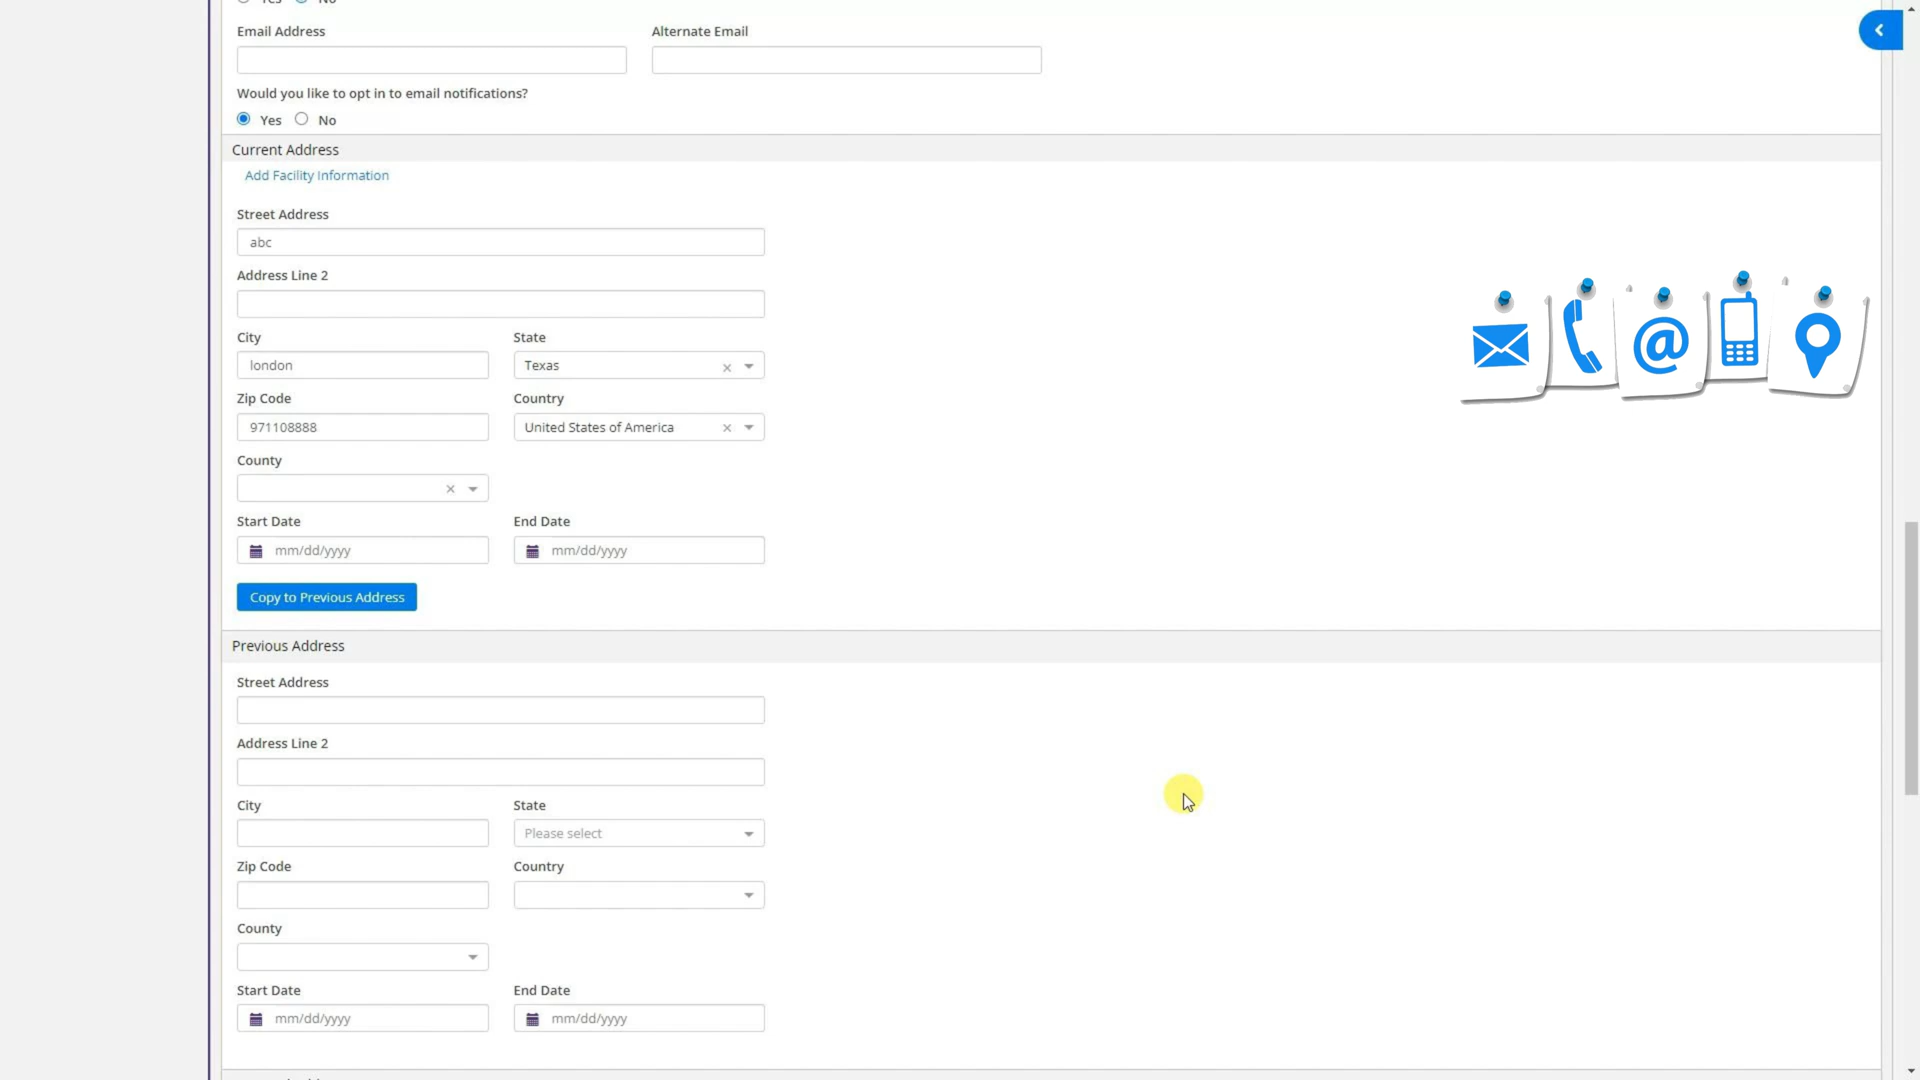 Yes No
Email Address Alternate Email
Would you like to opt in to email notifications?
Yes No
Current Address
Add Facility Information
Street Address
abc
Address Line 2
City State
london Texas
Zip Code Country
971108888 United States of America
County
Start Date End Date
mm/dd/yyyy mm/dd/yyyy
Copy to Previous Address
Previous Address
Street Address
Address Line 2
City State
Please select
Zip Code Country
County
Start Date End Date
mm/dd/yyyy mm/dd/yyyy